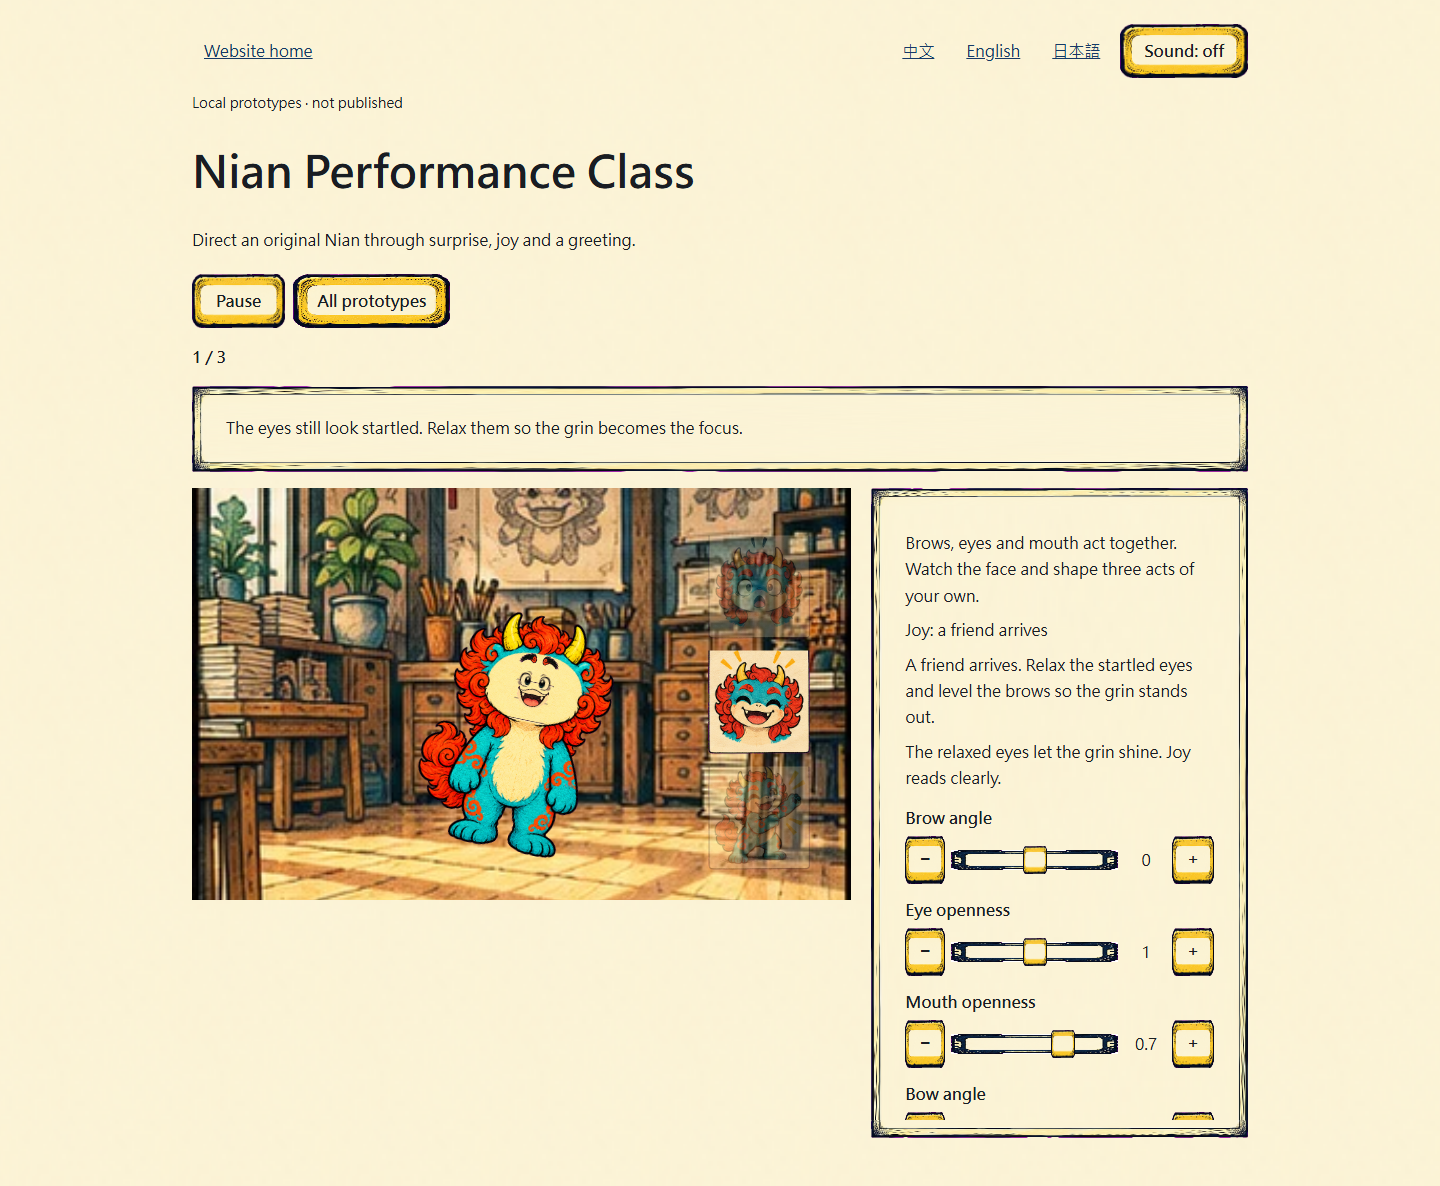 Website home
中文
English
日本語
Sound: off
Local prototypes · not published
Nian Performance Class
Direct an original Nian through surprise, joy and a greeting.
Pause
All prototypes
1 / 3
The eyes still look startled. Relax them so the grin becomes the focus.
Brows, eyes and mouth act together.
Watch the face and shape three acts of
your own.
Joy: a friend arrives
A friend arrives. Relax the startled eyes
and level the brows so the grin stands
out.
The relaxed eyes let the grin shine. Joy
reads clearly.
Brow angle
−
0
+
Eye openness
−
1
+
Mouth openness
−
0.7
+
Bow angle